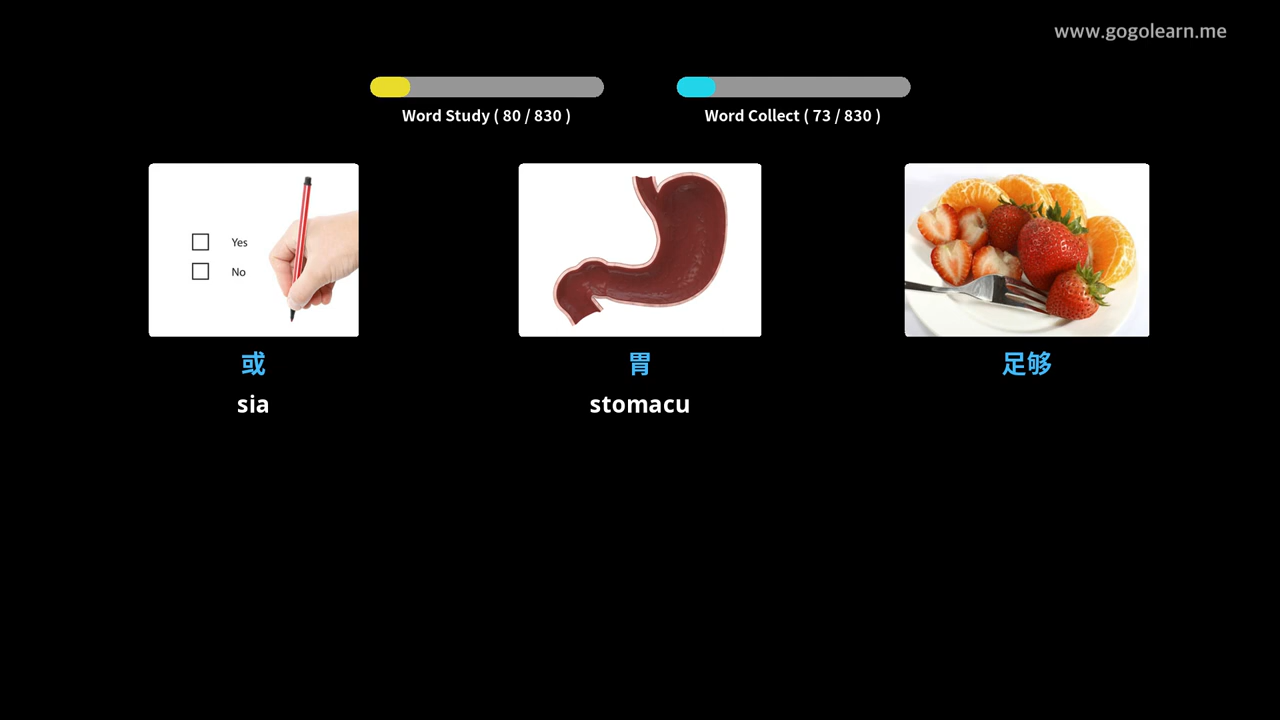 www.gogolearn.me
Word Study ( 80 / 830 )
Word Collect ( 73 / 830 )
Yes
No
或
胃
足够
sia
stomacu